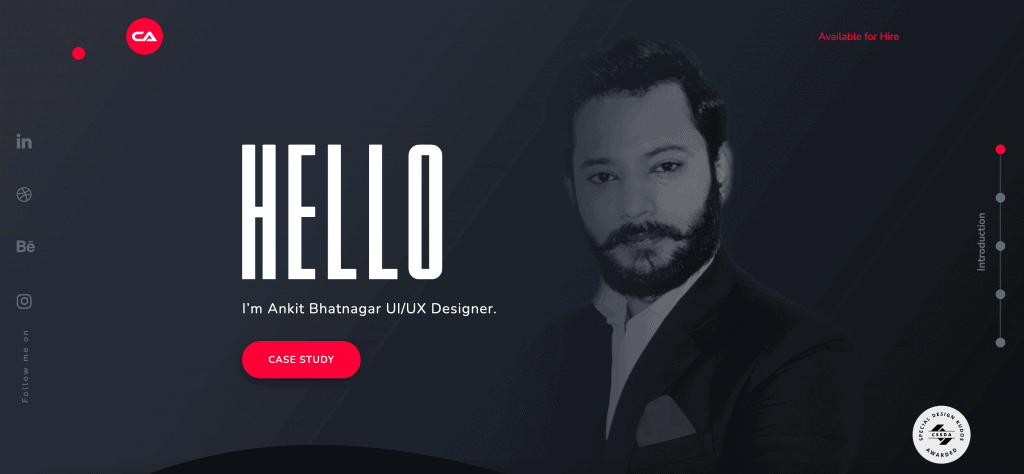 CA
Available for Hire
HELLO
I'm Ankit Bhatnagar UI/UX Designer.
CASE STUDY
in
Bē
Follow me on
Introduction
SPECIAL DESIGN KUDOS
CSSDA
AWARDED